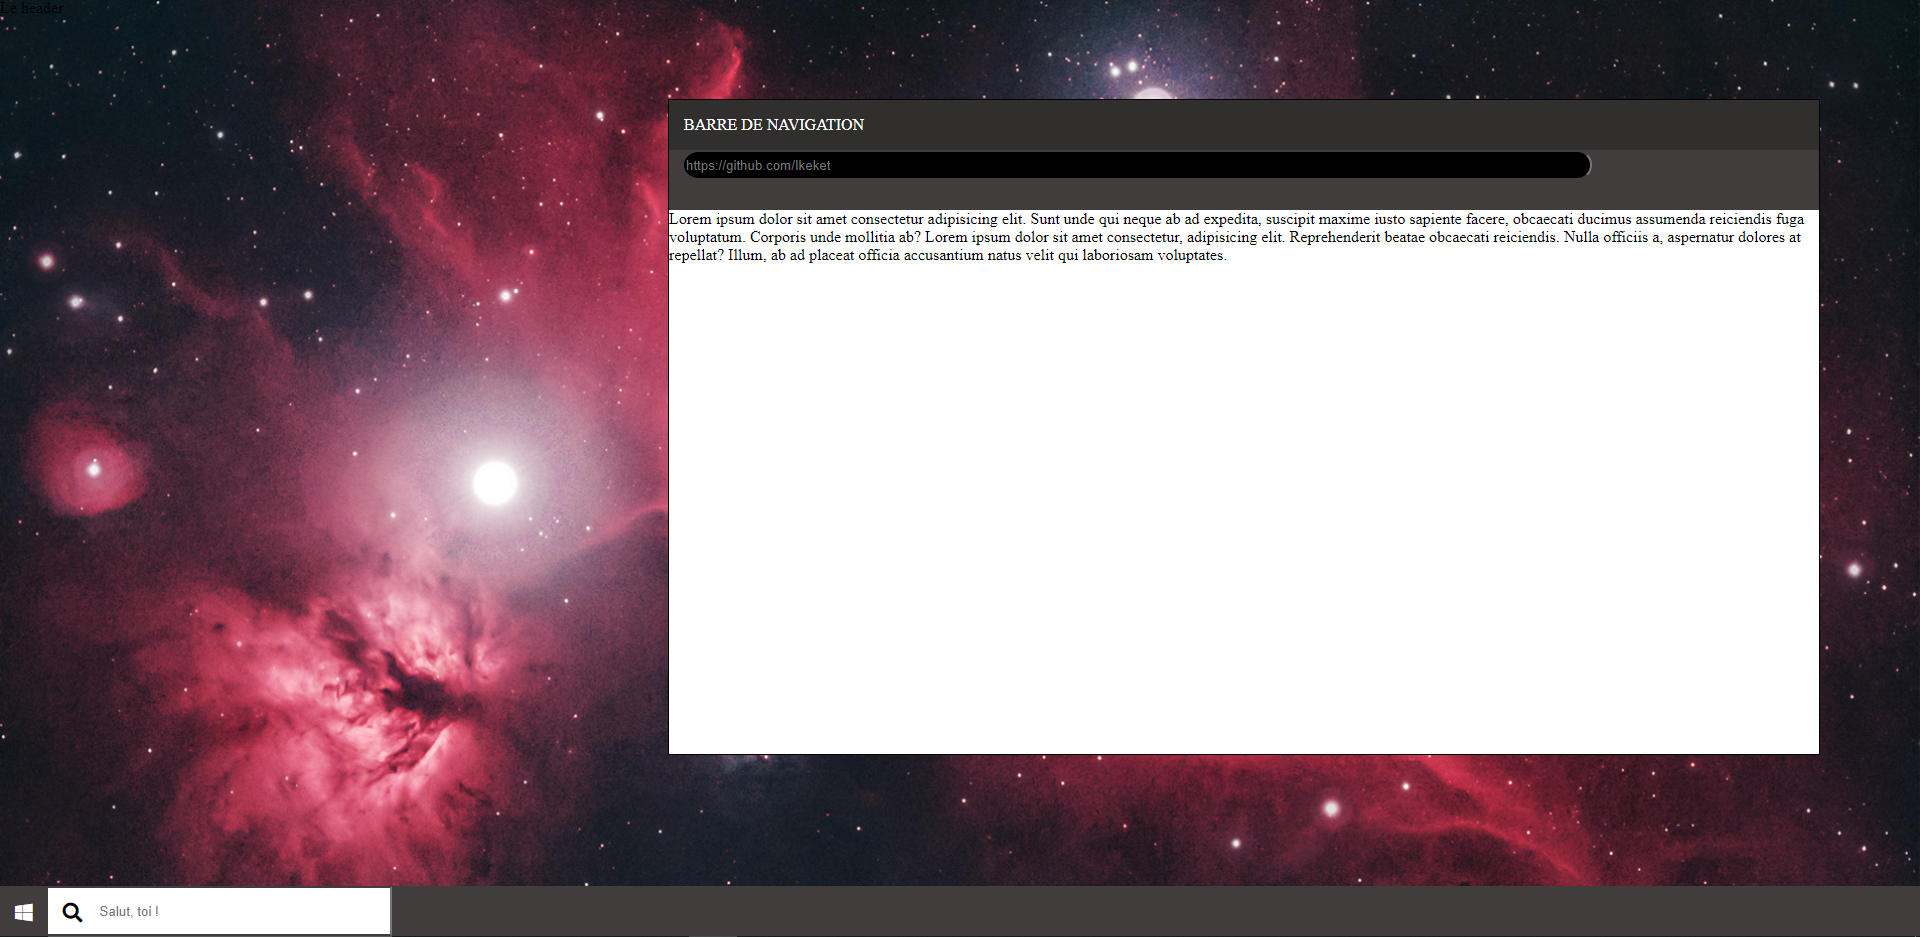 Le header
BARRE DE NAVIGATION
https://github.com/Ikeket
Lorem ipsum dolor sit amet consectetur adipisicing elit. Sunt unde qui neque ab ad expedita, suscipit maxime iusto sapiente facere, obcaecati ducimus assumenda reiciendis fuga
voluptatum. Corporis unde mollitia ab? Lorem ipsum dolor sit amet consectetur, adipisicing elit. Reprehenderit beatae obcaecati reiciendis. Nulla officiis a, aspernatur dolores at
repellat? Illum, ab ad placeat officia accusantium natus velit qui laboriosam voluptates.
Salut, toi !